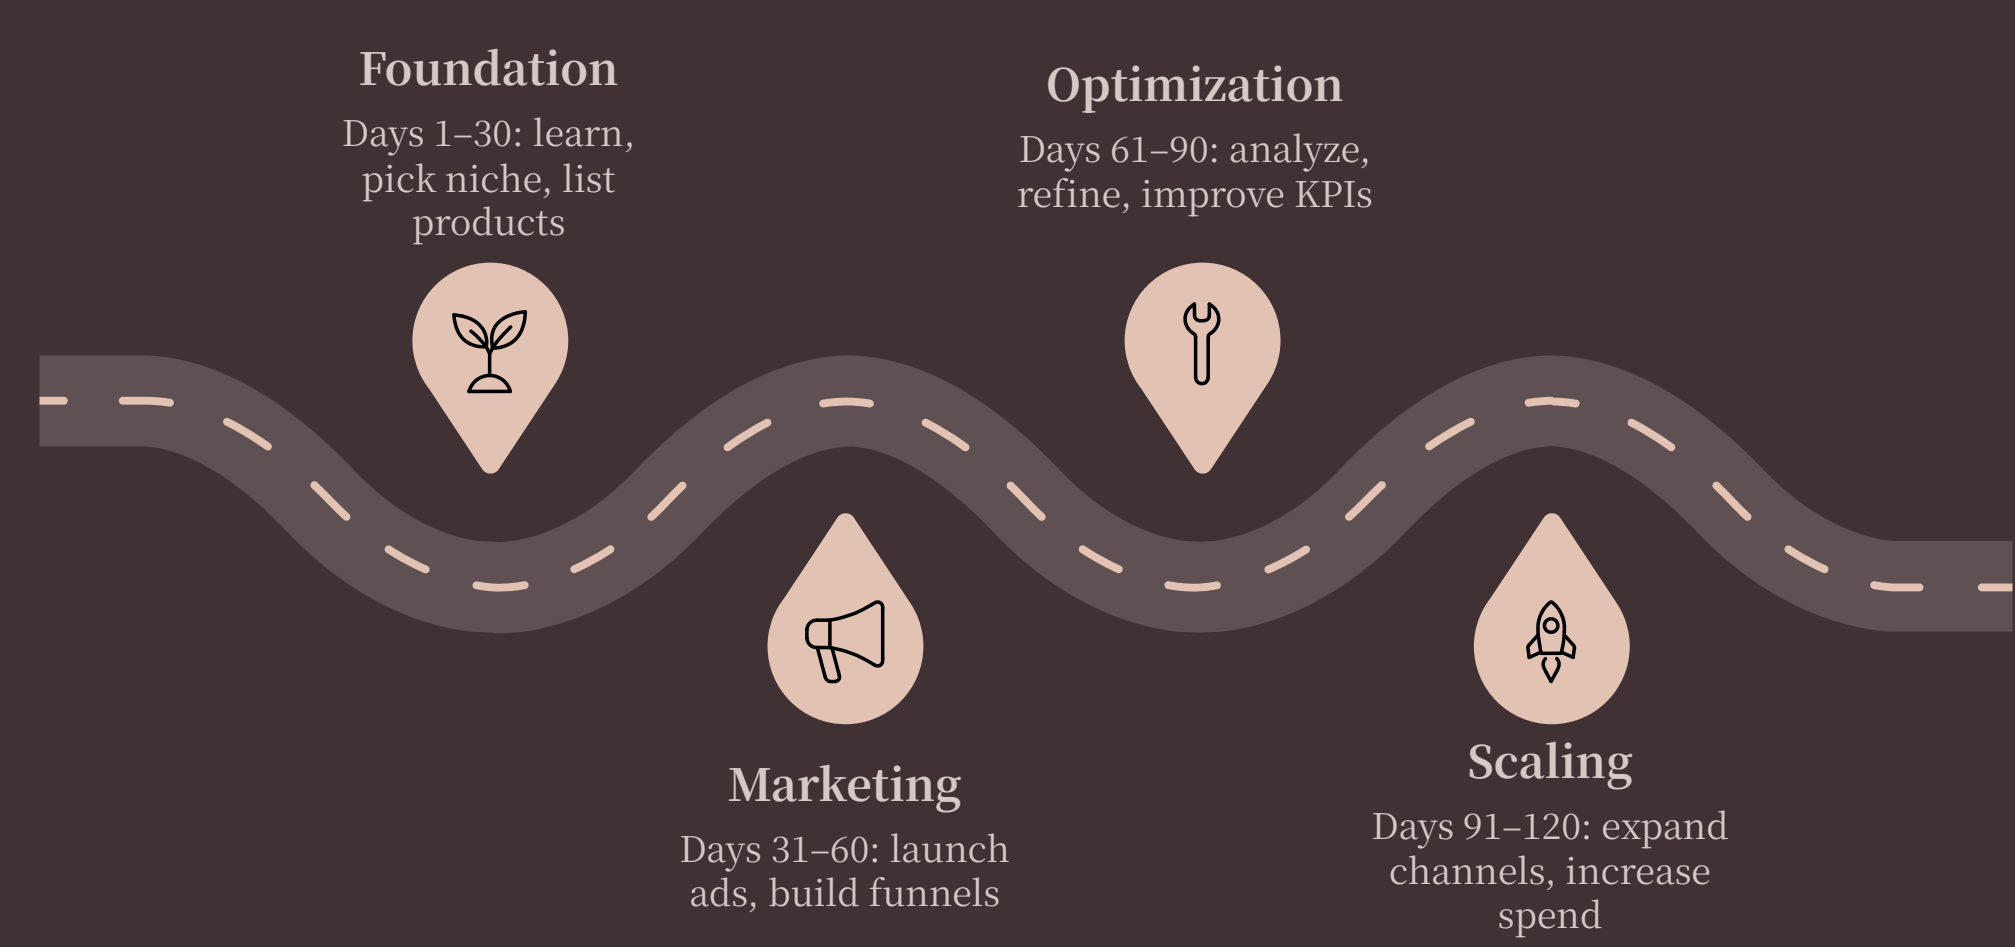 Foundation
Days 1–30: learn,
pick niche, list
products
Marketing
Days 31–60: launch
ads, build funnels
Optimization
Days 61–90: analyze,
refine, improve KPIs
Scaling
Days 91–120: expand
channels, increase
spend